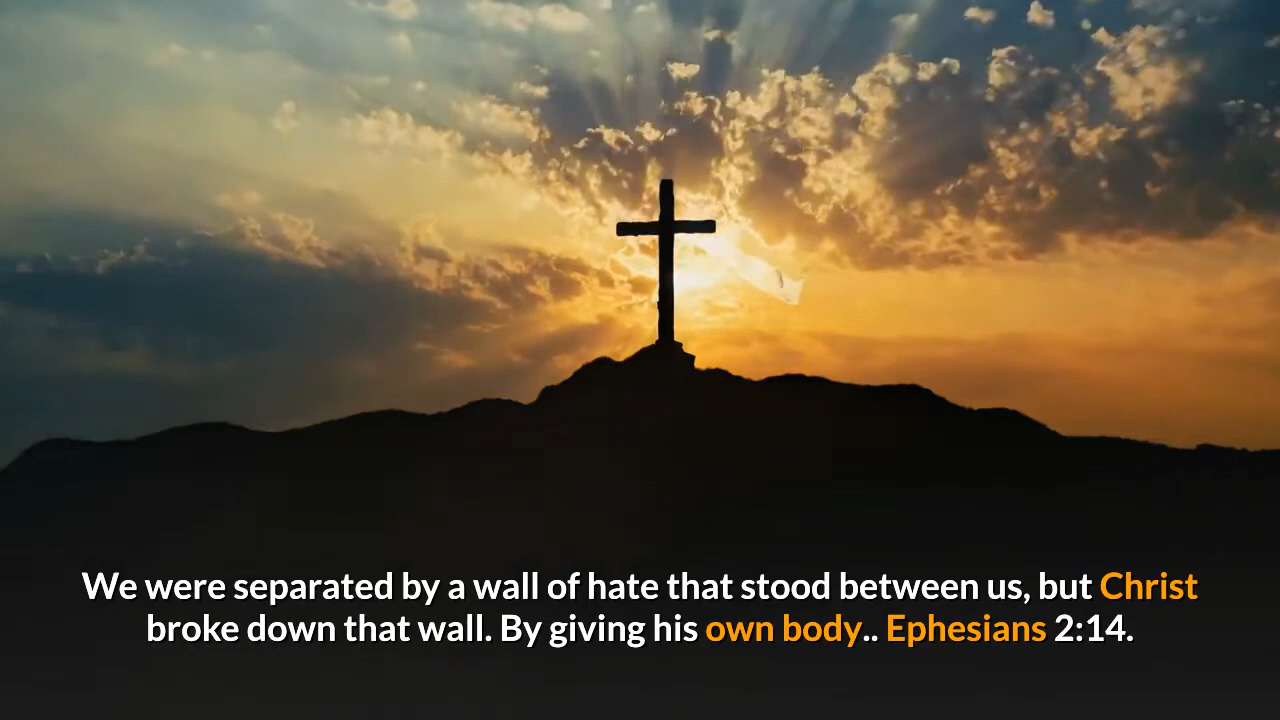 We were separated by a wall of hate that stood between us, but Christ
broke down that wall. By giving his own body.. Ephesians 2:14.